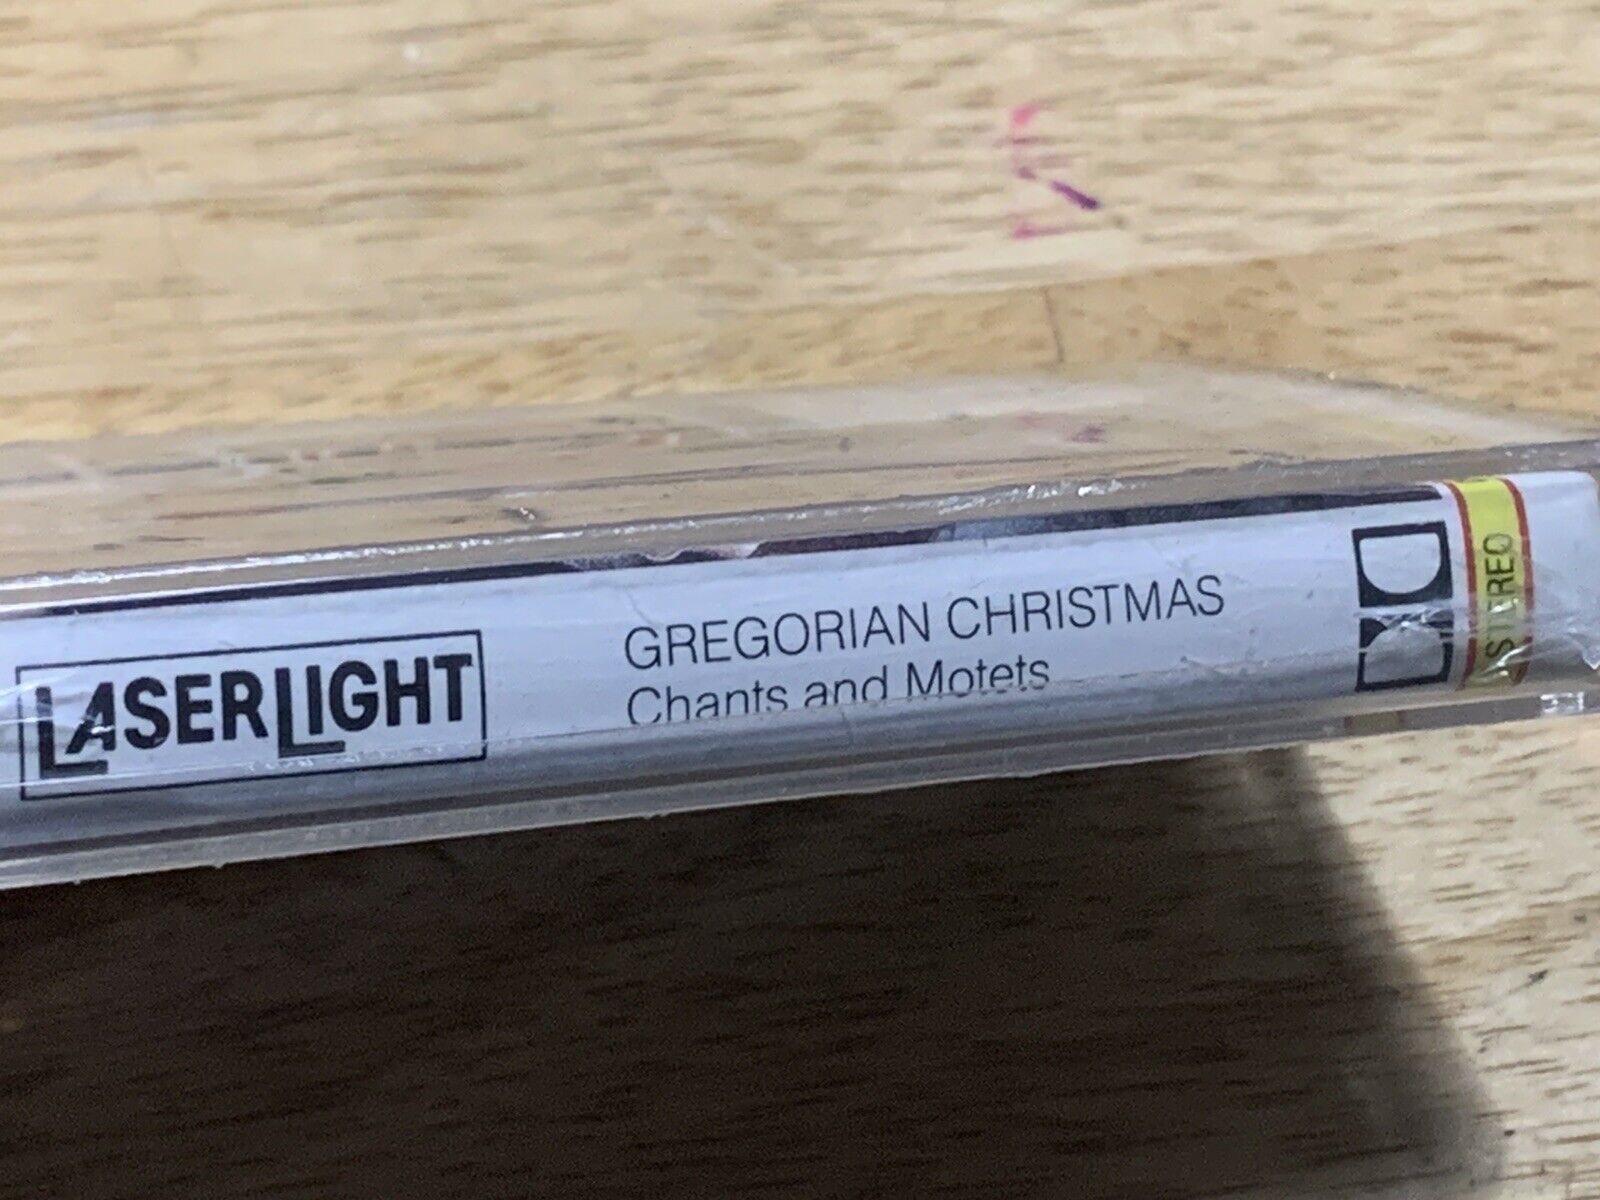 LASERLIGHT
GREGORIAN CHRISTMAS
Chants and Motets
STEREO